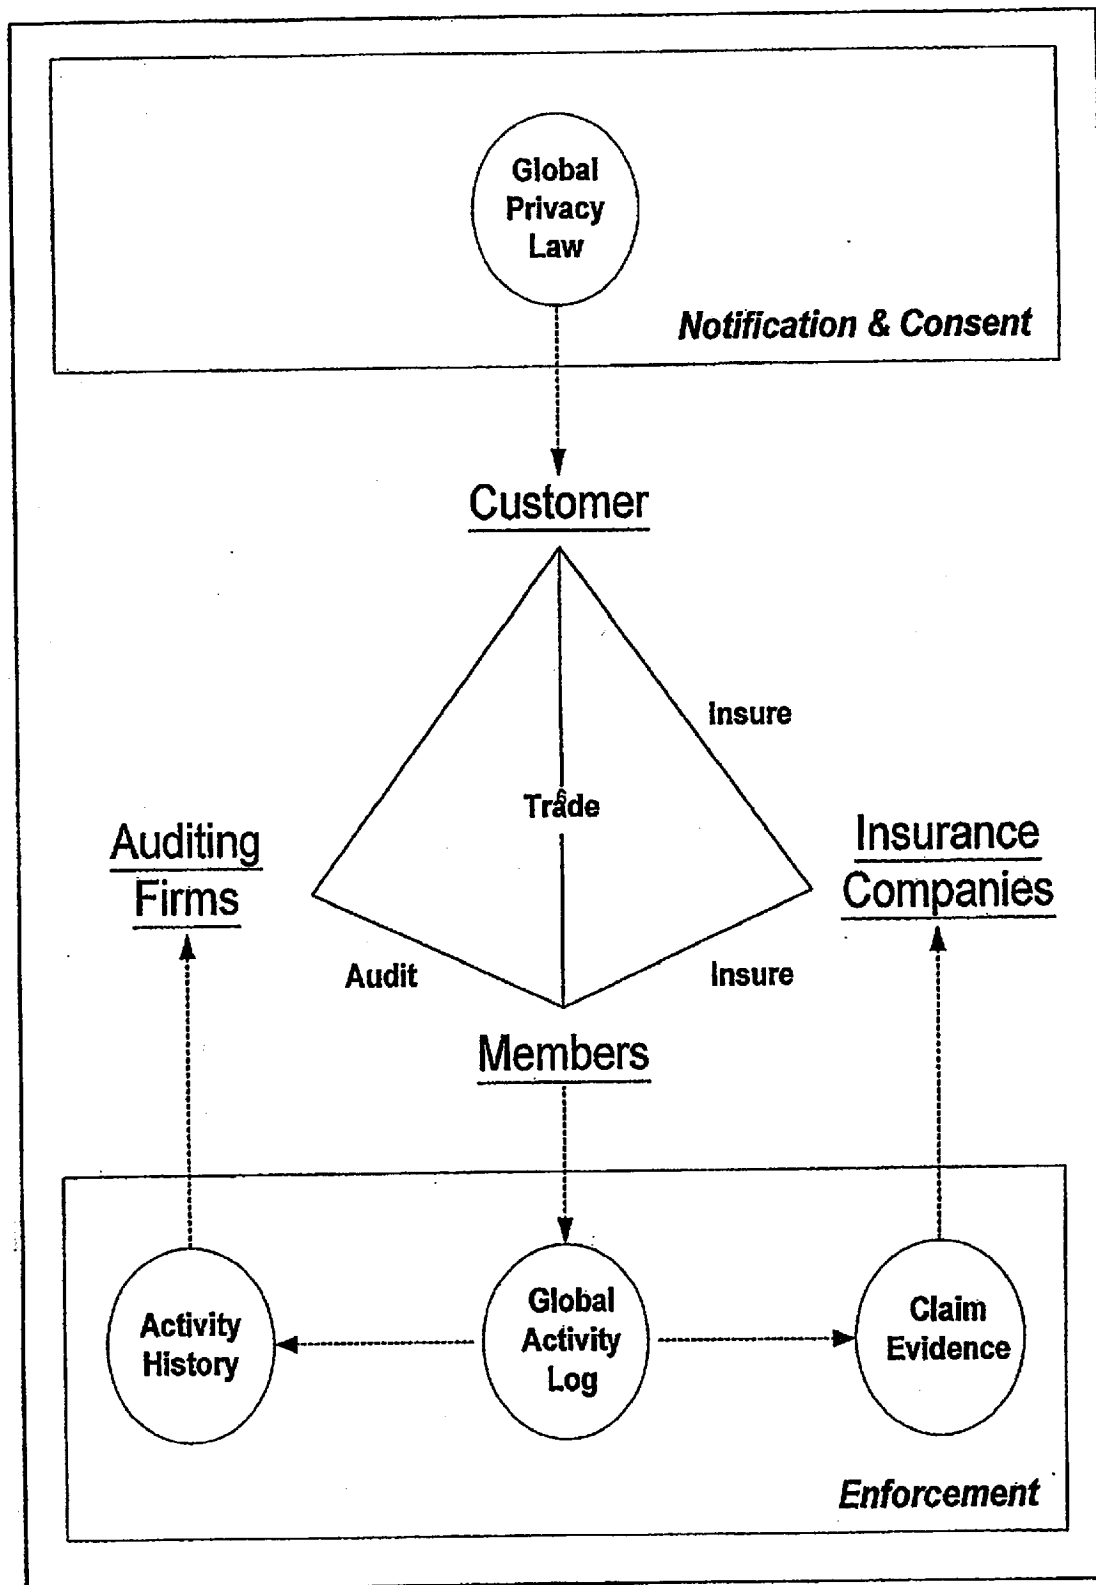 Global
Privacy
Law
Notification & Consent
Customer
Insure
Trade
Auditing
Firms
Insurance
Companies
Audit
Insure
Members
Activity
History
Global
Activity
Log
Claim
Evidence
Enforcement